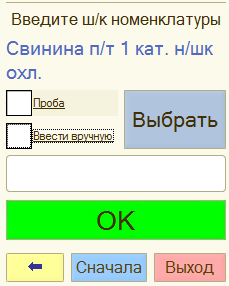 Введите ш/к номенклатуры
Свинина п/т 1 кат. н/шк
охл.
Проба
Выбрать
Ввести вручную
OK
Сначала
Выход